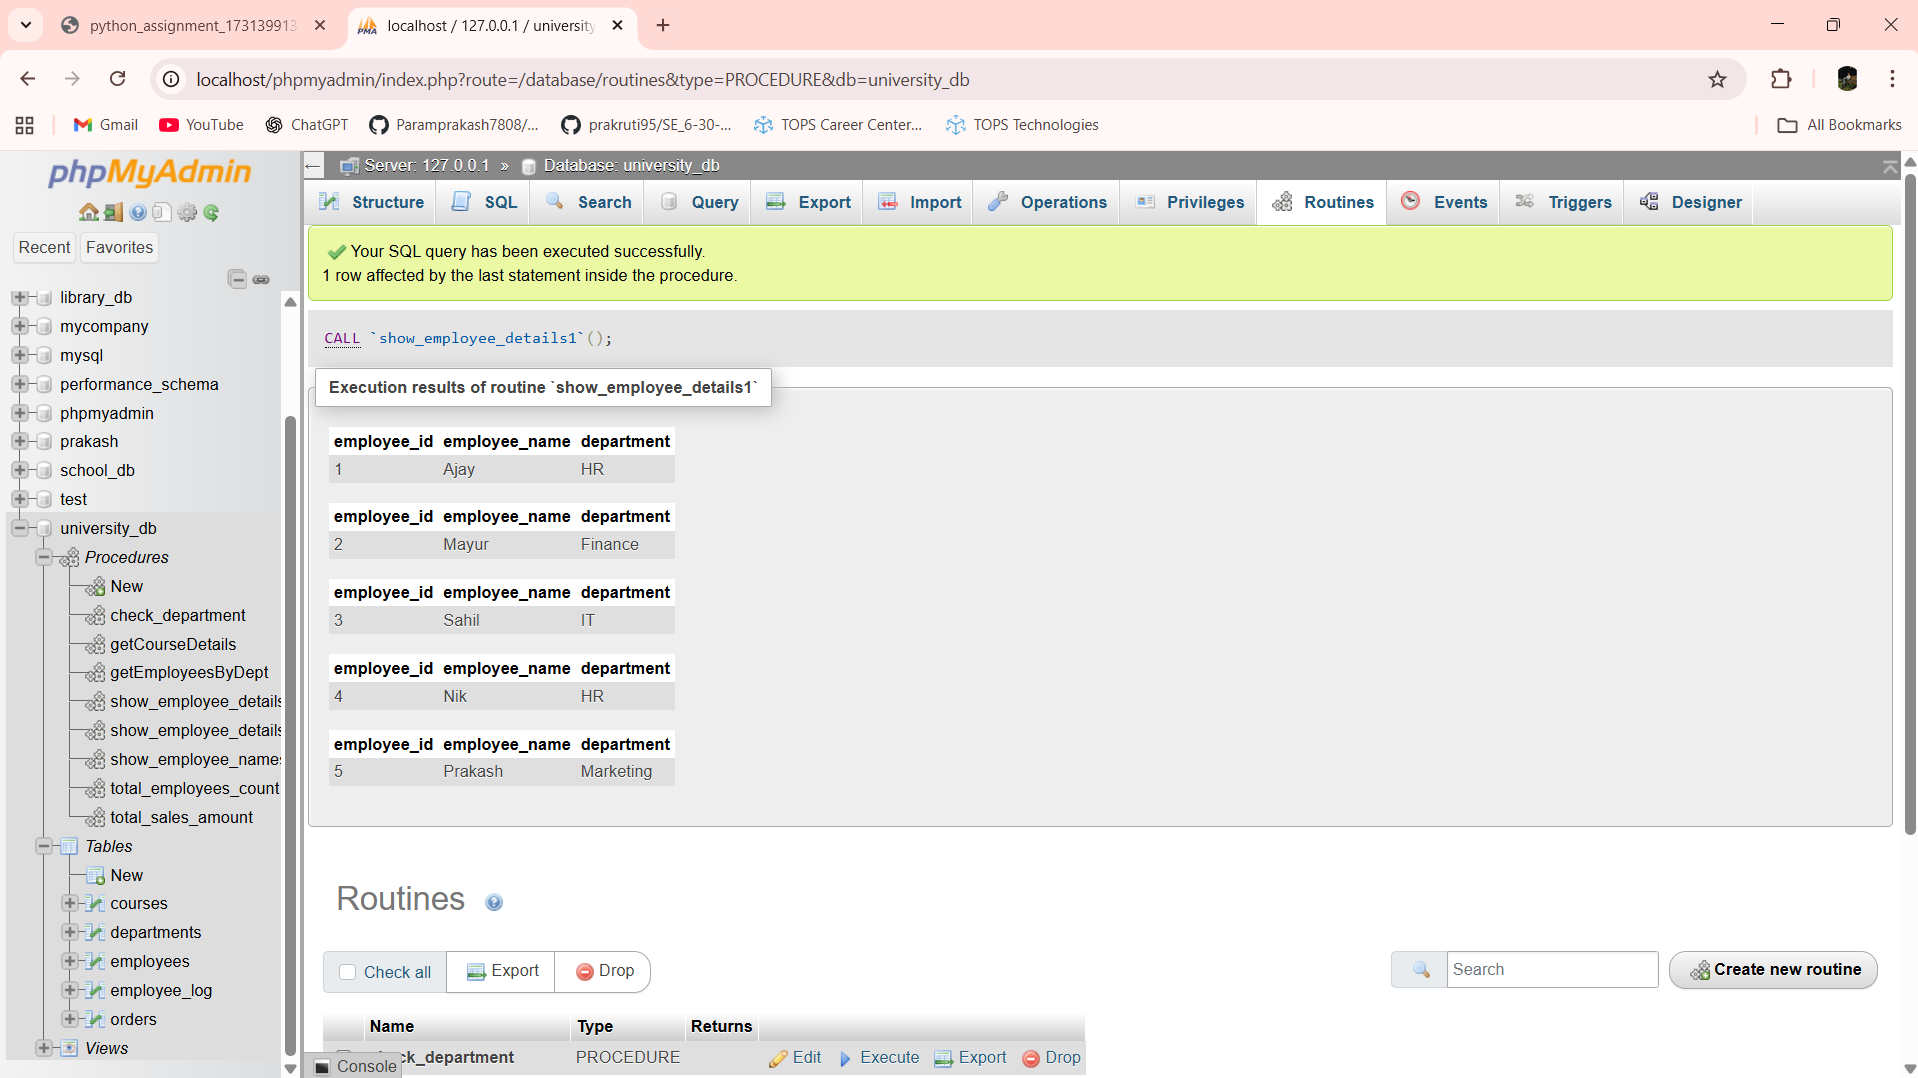 python_assignment_173139913
localhost / 127.0.0.1 / university
localhost/phpmyadmin/index.php?route=/database/routines&type=PROCEDURE&db=university_db
Gmail
YouTube
ChatGPT
Paramprakash7808/...
prakruti95/SE_6-30-...
TOPS Career Center...
TOPS Technologies
All Bookmarks
phpMyAdmin
Recent
Favorites
library_db
mycompany
mysql
performance_schema
phpmyadmin
prakash
school_db
test
university_db
Procedures
New
check_department
getCourseDetails
getEmployeesByDept
show_employee_details
show_employee_details
show_employee_names
total_employees_count
total_sales_amount
Tables
New
courses
departments
employees
employee_log
orders
Views
Server: 127.0.0.1 » Database: university_db
Structure
SQL
Search
Query
Export
Import
Operations
Privileges
Routines
Events
Triggers
Designer
Your SQL query has been executed successfully.
1 row affected by the last statement inside the procedure.
CALL `show_employee_details1`();
Execution results of routine `show_employee_details1`
employee_id employee_name department
1 Ajay HR
employee_id employee_name department
2 Mayur Finance
employee_id employee_name department
3 Sahil IT
employee_id employee_name department
4 Nik HR
employee_id employee_name department
5 Prakash Marketing
Routines
Check all
Export
Drop
Search
Create new routine
Name Type Returns
ck_department PROCEDURE Edit Execute Export Drop
Console